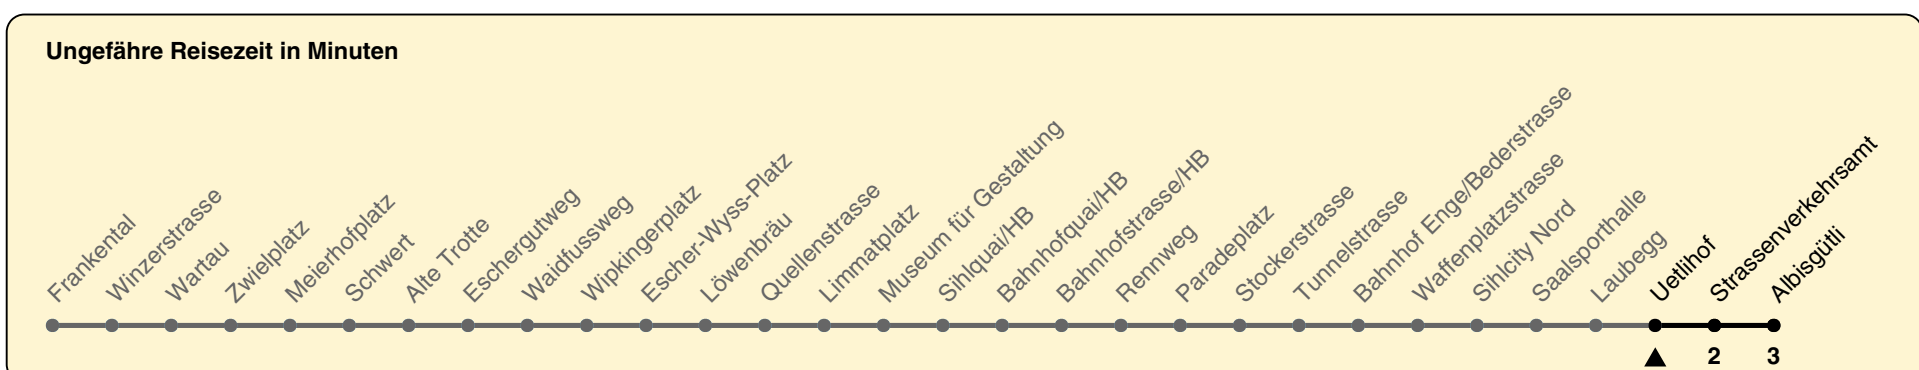 Ungefähre Reisezeit in Minuten
Frankental
Winzerstrasse
Wartau
Zwielplatz
Meierhofplatz
Schwert
Alte Trotte
Eschergutweg
Waidfussweg
Wipkingerplatz
Escher-Wyss-Platz
Löwenbräu
Quellenstrasse
Limmatplatz
Museum für Gestaltung
Sihlquai/HB
Bahnhofquai/HB
Bahnhofstrasse/HB
Rennweg
Paradeplatz
Stockerstrasse
Tunnelstrasse
Bahnhof Enge/Bederstrasse
Waffenplatzstrasse
Sihlcity Nord
Saalsporthalle
Laubegg
Uetlihof
Strassenverkehrsamt
Albisgütli
2 3